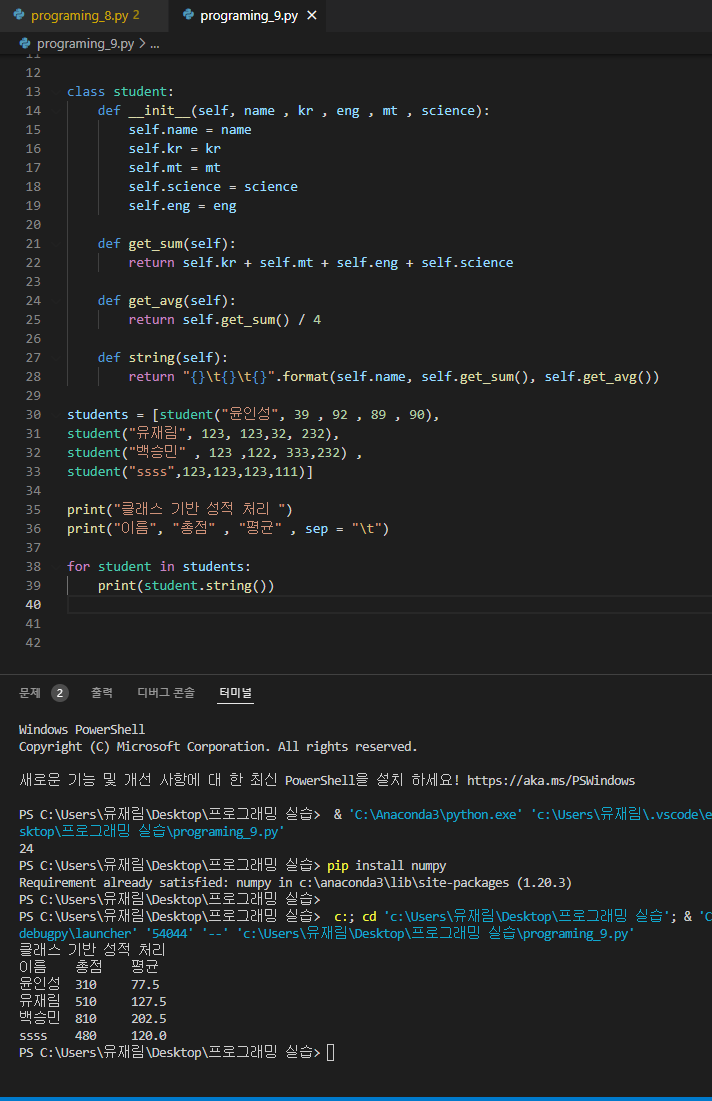 programing_8.py 2 programing_9.py ×
programing_9.py > ...
11
12
13 class student:
14 def __init__(self, name , kr , eng , mt , science):
15 self.name = name
16 self.kr = kr
17 self.mt = mt
18 self.science = science
19 self.eng = eng
20
21 def get_sum(self):
22 return self.kr + self.mt + self.eng + self.science
23
24 def get_avg(self):
25 return self.get_sum() / 4
26
27 def string(self):
28 return "{}\t{}\t{}".format(self.name, self.get_sum(), self.get_avg())
29
30 students = [student("윤인성", 39 , 92 , 89 , 90),
31 student("유재림", 123, 123,32, 232),
32 student("백승민" , 123 ,122, 333,232) ,
33 student("ssss",123,123,123,111)]
34
35 print("클래스 기반 성적 처리 ")
36 print("이름", "총점" , "평균" , sep = "\t")
37
38 for student in students:
39 print(student.string())
40
41
42
문제 2 출력 디버그 콘솔 터미널
Windows PowerShell
Copyright (C) Microsoft Corporation. All rights reserved.
새로운 기능 및 개선 사항에 대 한 최신 PowerShell을 설치 하세요! https://aka.ms/PSWindows
PS C:\Users\유재림\Desktop\프로그래밍 실습> & 'C:\Anaconda3\python.exe' 'c:\Users\유재림\.vscode\e
sktop\프로그래밍 실습\programing_9.py'
24
PS C:\Users\유재림\Desktop\프로그래밍 실습> pip install numpy
Requirement already satisfied: numpy in c:\anaconda3\lib\site-packages (1.20.3)
PS C:\Users\유재림\Desktop\프로그래밍 실습>
PS C:\Users\유재림\Desktop\프로그래밍 실습> c:; cd 'c:\Users\유재림\Desktop\프로그래밍 실습'; & 'C
debugpy\launcher' '54044' '--' 'c:\Users\유재림\Desktop\프로그래밍 실습\programing_9.py'
클래스 기반 성적 처리
이름 총점 평균
윤인성 310 77.5
유재림 510 127.5
백승민 810 202.5
ssss 480 120.0
PS C:\Users\유재림\Desktop\프로그래밍 실습>